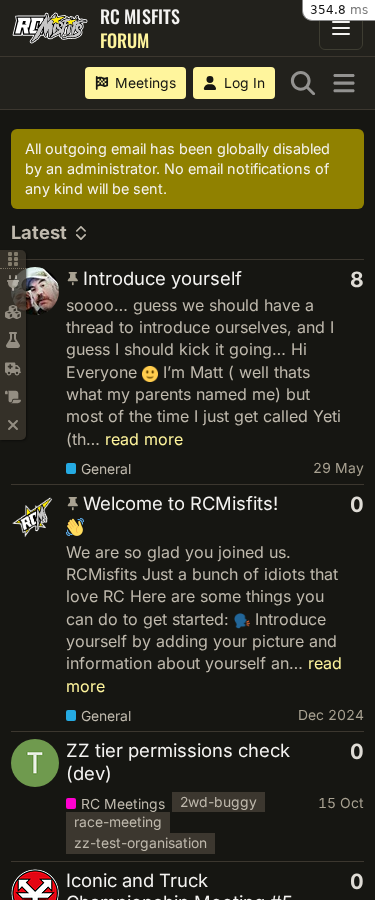 354.8 ms
RC MISFITS
FORUM
Meetings
Log In
All outgoing email has been globally disabled
by an administrator. No email notifications of
any kind will be sent.
Latest
Introduce yourself
8
soooo... guess we should have a
thread to introduce ourselves, and I
guess I should kick it going... Hi
Everyone 🙂 I'm Matt ( well thats
what my parents named me) but
most of the time I just get called Yeti
(th... read more
General
29 May
Welcome to RCMisfits!
👋
0
We are so glad you joined us.
RCMisfits Just a bunch of idiots that
love RC Here are some things you
can do to get started: 🗣 Introduce
yourself by adding your picture and
information about yourself an... read
more
General
Dec 2024
T
ZZ tier permissions check
(dev)
0
RC Meetings
2wd-buggy
15 Oct
race-meeting
zz-test-organisation
Iconic and Truck
0
Championship Meeting #5